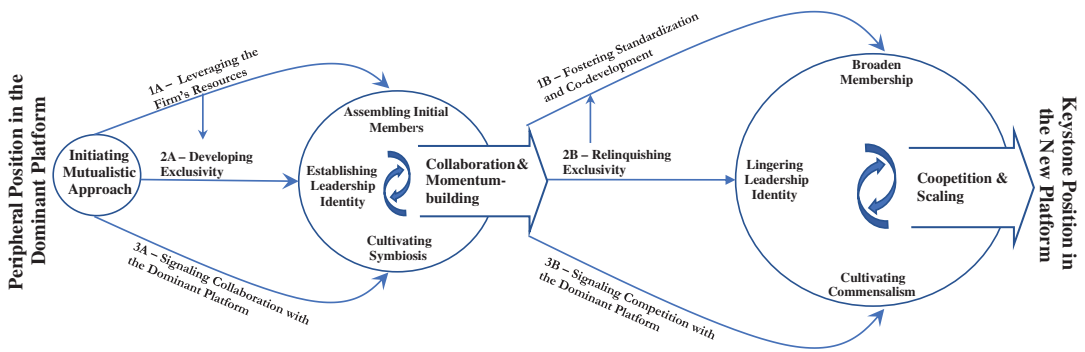 Peripheral Position in the
Dominant Platform
Initiating
Mutualistic
Approach
1A – Leveraging the
Firm's Resources
2A – Developing
Exclusivity
3A – Signaling Collaboration with
the Dominant Platform
Assembling Initial
Members
Establishing
Leadership
Identity
Cultivating
Symbiosis
Collaboration &
Momentum-
building
1B – Fostering Standardization
and Co-development
2B – Relinquishing
Exclusivity
3B – Signaling Competition with
the Dominant Platform
Broaden
Membership
Lingering
Leadership
Identity
Cultivating
Commensalism
Coopetition &
Scaling
Keystone Position in
the New Platform